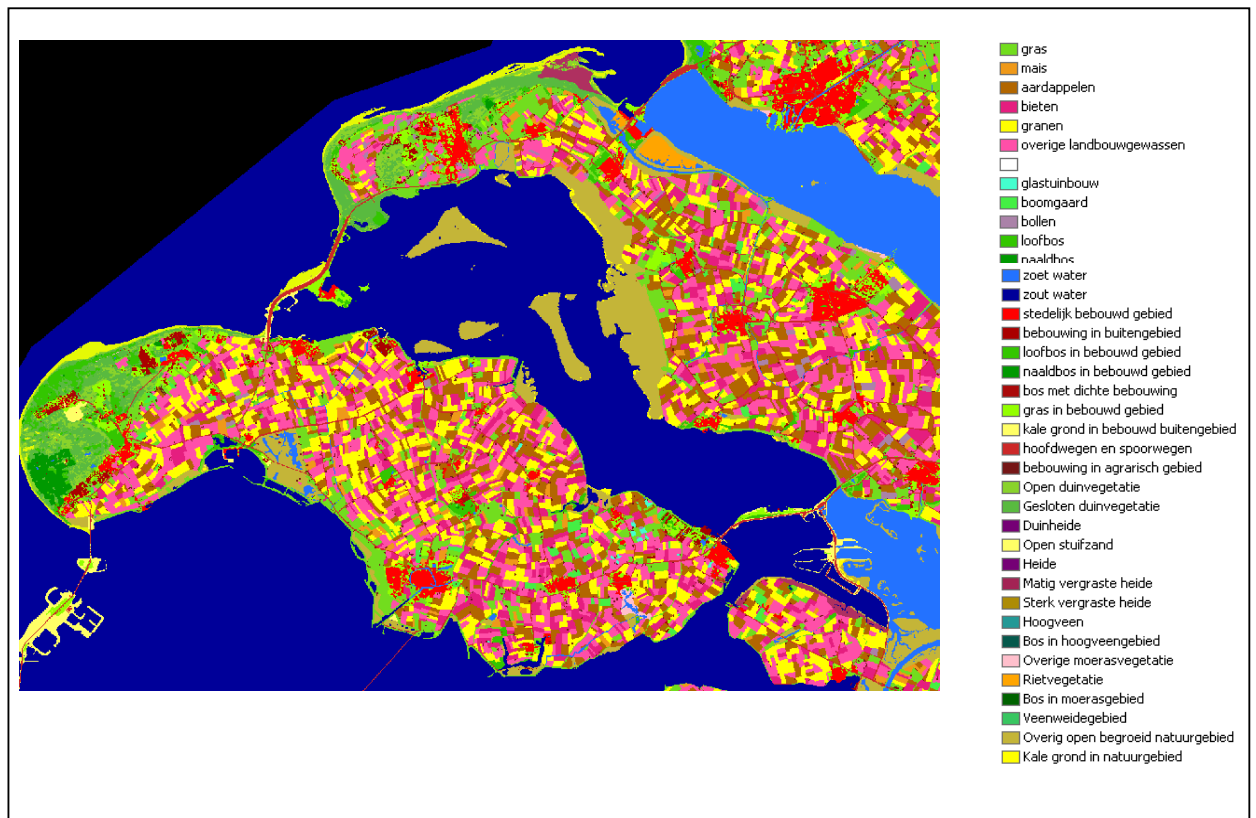 gras
mais
aardappelen
bieten
granen
overige landbouwgewassen
glastuinbouw
boomgaard
bollen
loofbos
naaldbos
zoet water
zout water
stedelijk bebouwd gebied
bebouwing in buitengebied
loofbos in bebouwd gebied
naaldbos in bebouwd gebied
bos met dichte bebouwing
gras in bebouwd gebied
kale grond in bebouwd buitengebied
hoofdwegen en spoorwegen
bebouwing in agrarisch gebied
Open duinvegetatie
Gesloten duinvegetatie
Duinheide
Open stuifzand
Heide
Matig vergraste heide
Sterk vergraste heide
Hoogveen
Bos in hoogveengebied
Overige moerasvegetatie
Rietvegetatie
Bos in moerasgebied
Veenweidegebied
Overig open begroeid natuurgebied
Kale grond in natuurgebied